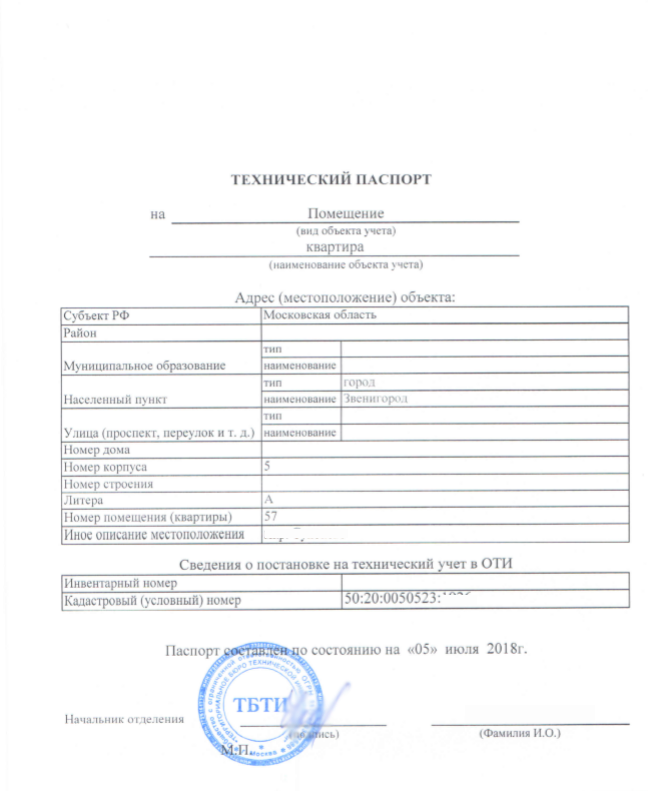 ТЕХНИЧЕСКИЙ ПАСПОРТ
на Помещение
(вид объекта учета)
квартира
(наименование объекта учета)
Адрес (местоположение) объекта:
Субъект РФ Московская область
Район
тип
Муниципальное образование наименование
тип город
Населенный пункт наименование Звенигород
тип
Улица (проспект, переулок и т. д.) наименование
Номер дома
Номер корпуса 5
Номер строения
Литера А
Номер помещения (квартиры) 57
Иное описание местоположения
Сведения о постановке на технический учет в ОТИ
Инвентарный номер
Кадастровый (условный) номер 50:20:0050523:
Паспорт составлен по состоянию на «05» июля 2018г.
ТБТИ
Начальник отделения
(подпись) (Фамилия И.О.)
М.П.
Москва